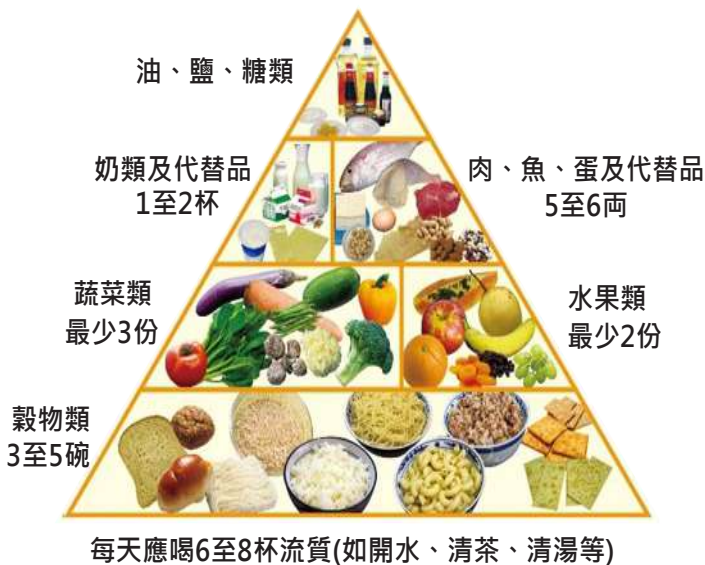 油、鹽、糖類
奶類及代替品
1至2杯
肉、魚、蛋及代替品
5至6両
蔬菜類
最少3份
水果類
最少2份
穀物類
3至5碗
每天應喝6至8杯流質(如開水、清茶、清湯等)